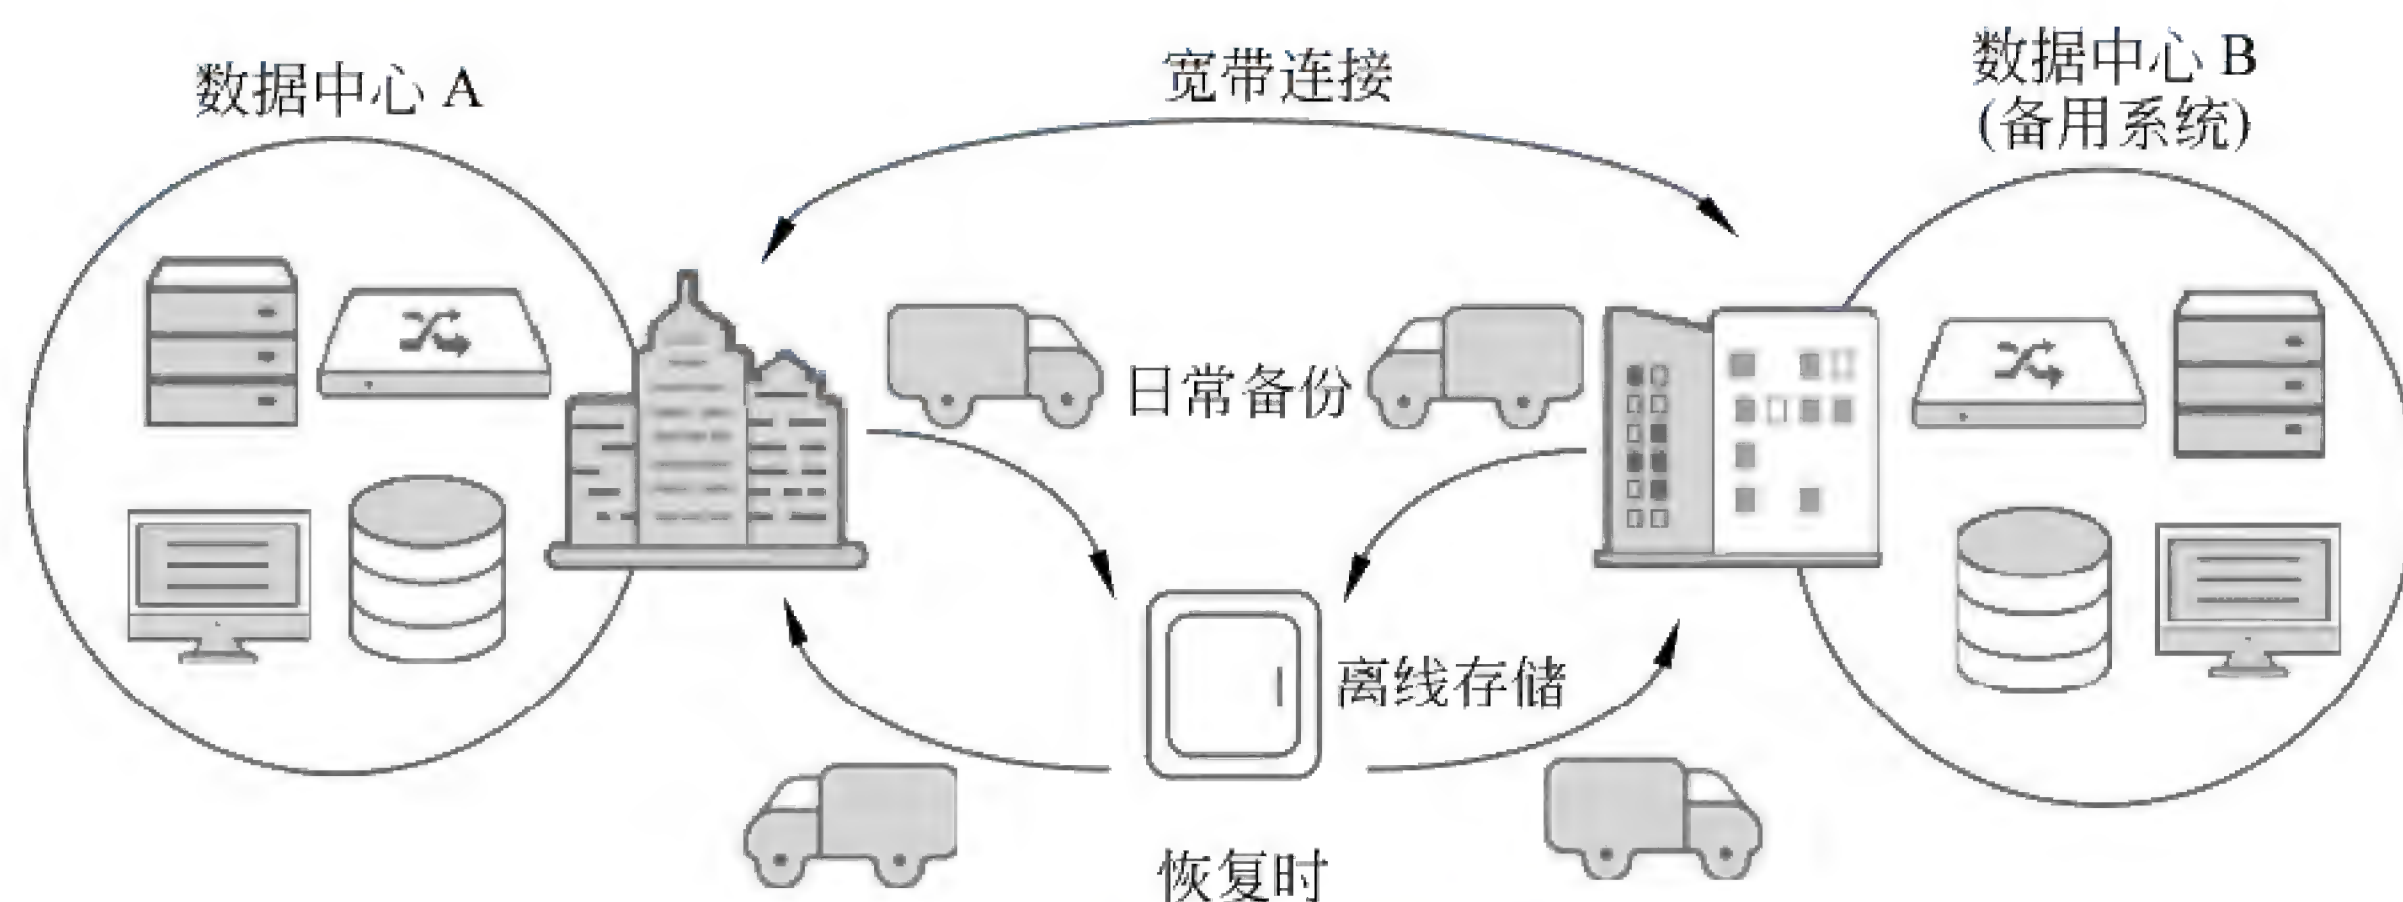 数据中心 A
宽带连接
数据中心 B
(备用系统)
日常备份
离线存储
恢复时